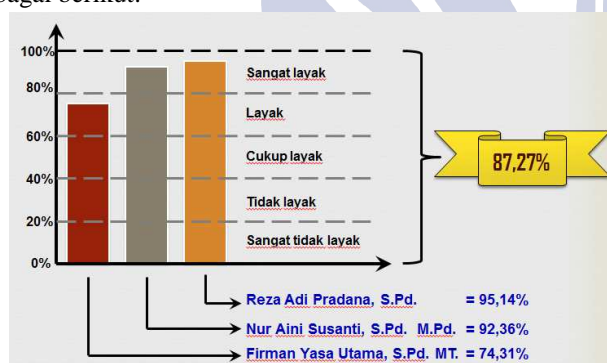 bagai berikut:
100%
Sangat layak
80%
Layak
60%
Cukup layak
40%
Tidak layak
20%
Sangat tidak layak
0%
87,27%
Reza Adi Pradana, S.Pd. = 95,14%
Nur Aini Susanti, S.Pd. M.Pd. = 92,36%
Firman Yasa Utama, S.Pd. MT. = 74,31%